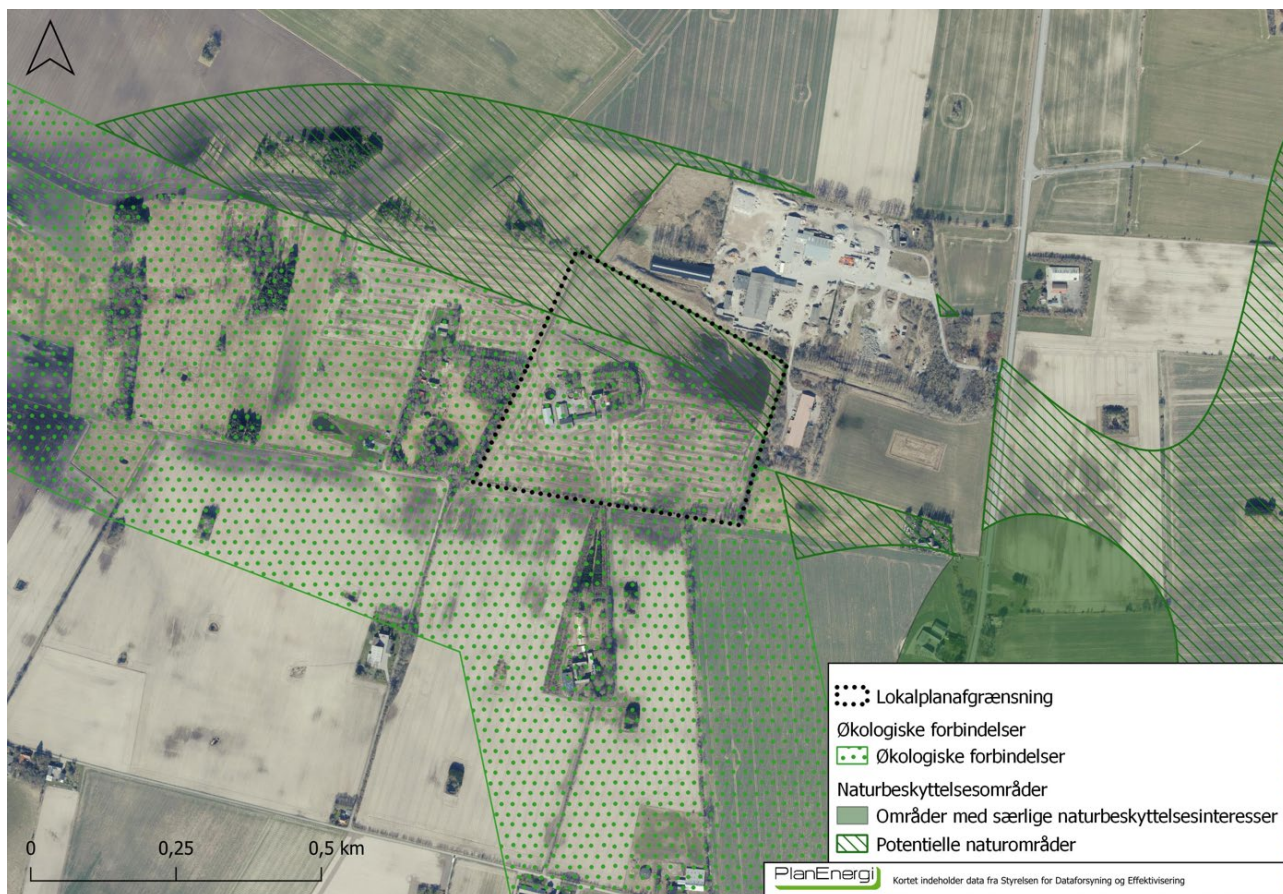 Lokalplanafgrænsning
Økologiske forbindelser
Økologiske forbindelser
Naturbeskyttelsesområder
Områder med særlige naturbeskyttelsesinteresser
Potentielle naturområder
0 0,25 0,5 km
PlanEnergi Kortet indeholder data fra Styrelsen for Dataforsyning og Effektivisering